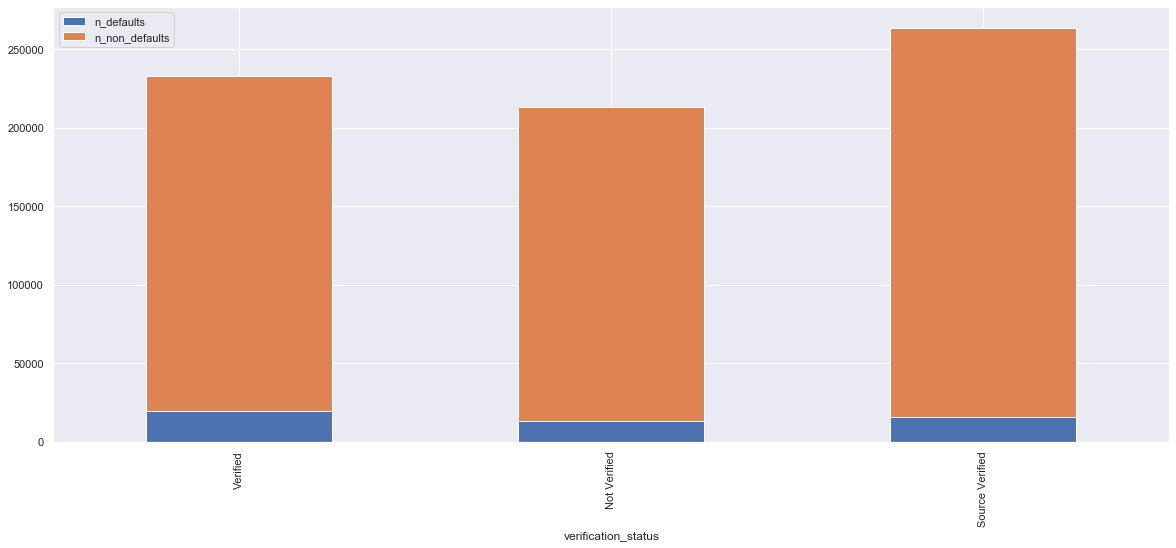 n_defaults
n_non_defaults
250000
200000
150000
100000
50000
0
Verified
Not Verified
Source Verified
verification_status